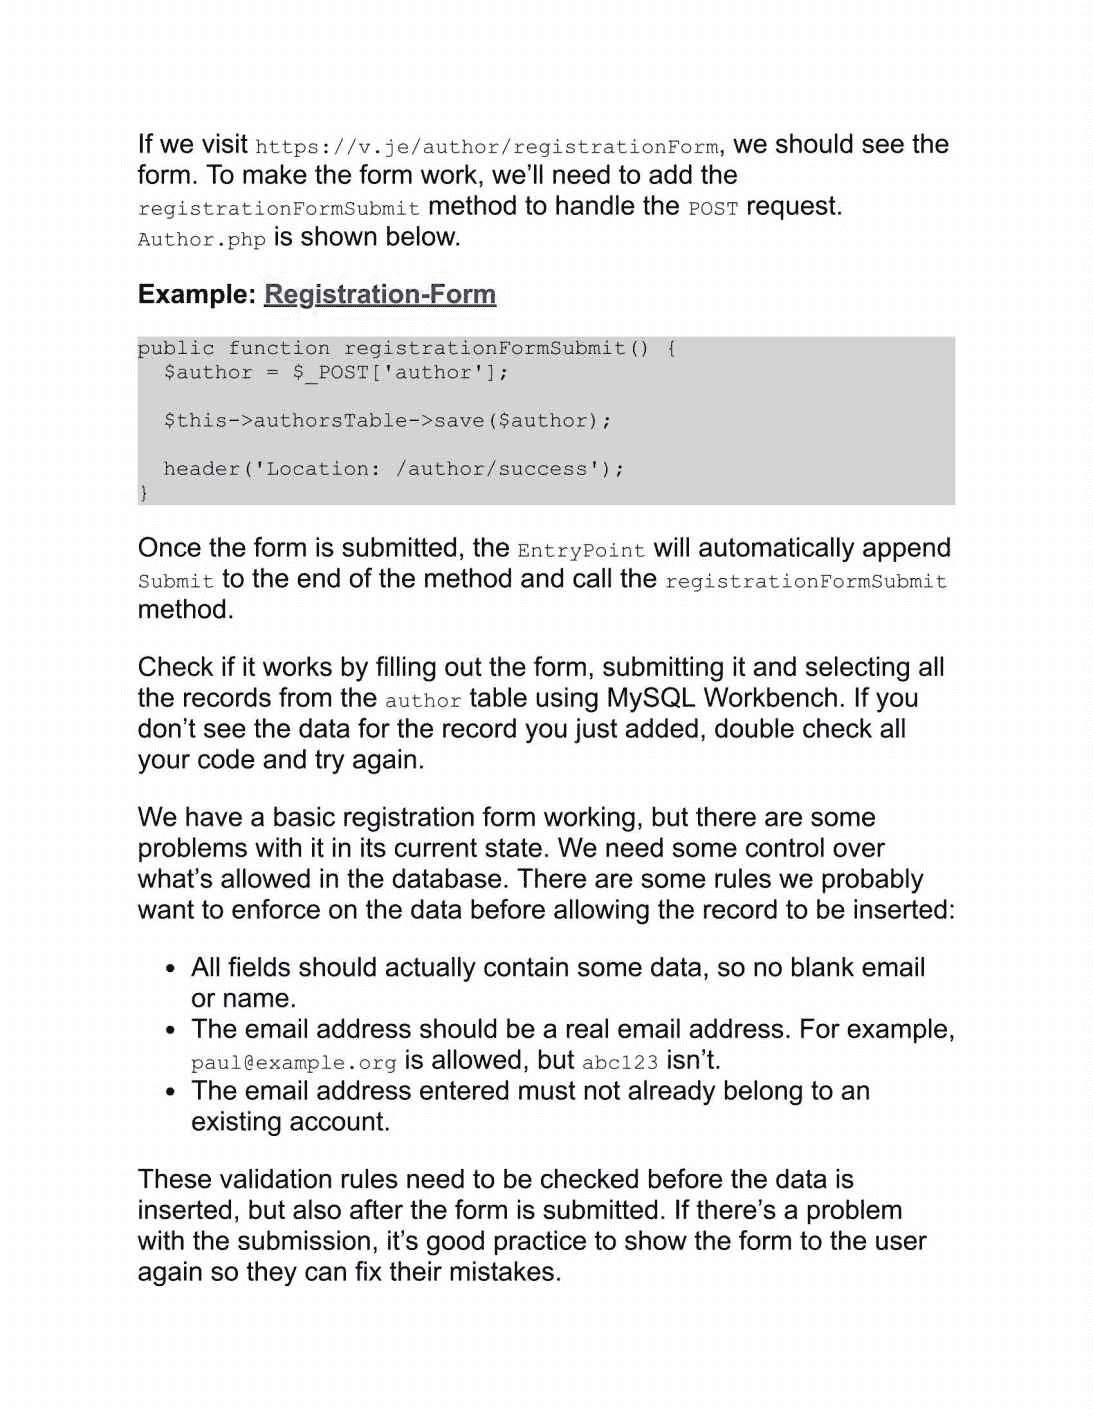 If we visit https://v.je/author/registrationForm, we should see the
form. To make the form work, we’ll need to add the
registrationFormSubmit method to handle the POST request.
Author.php is shown below.
Example: Registration-Form
public function registrationFormSubmit() {
  $author = $_POST['author'];
  $this->authorsTable->save($author);
  header('Location: /author/success');
}
Once the form is submitted, the EntryPoint will automatically append
Submit to the end of the method and call the registrationFormSubmit
method.
Check if it works by filling out the form, submitting it and selecting all
the records from the author table using MySQL Workbench. If you
don’t see the data for the record you just added, double check all
your code and try again.
We have a basic registration form working, but there are some
problems with it in its current state. We need some control over
what’s allowed in the database. There are some rules we probably
want to enforce on the data before allowing the record to be inserted:
• All fields should actually contain some data, so no blank email
or name.
• The email address should be a real email address. For example,
paul@example.org is allowed, but abc123 isn’t.
• The email address entered must not already belong to an
existing account.
These validation rules need to be checked before the data is
inserted, but also after the form is submitted. If there’s a problem
with the submission, it’s good practice to show the form to the user
again so they can fix their mistakes.